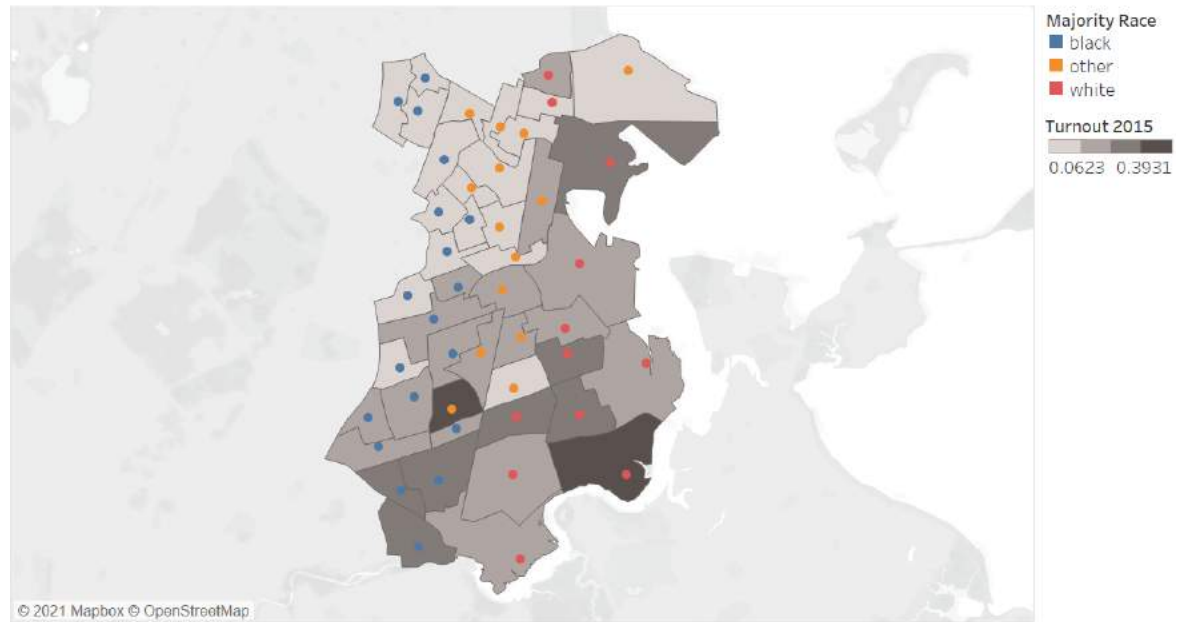 Majority Race
black
other
white
Turnout 2015
0.0623 0.3931
© 2021 Mapbox © OpenStreetMap